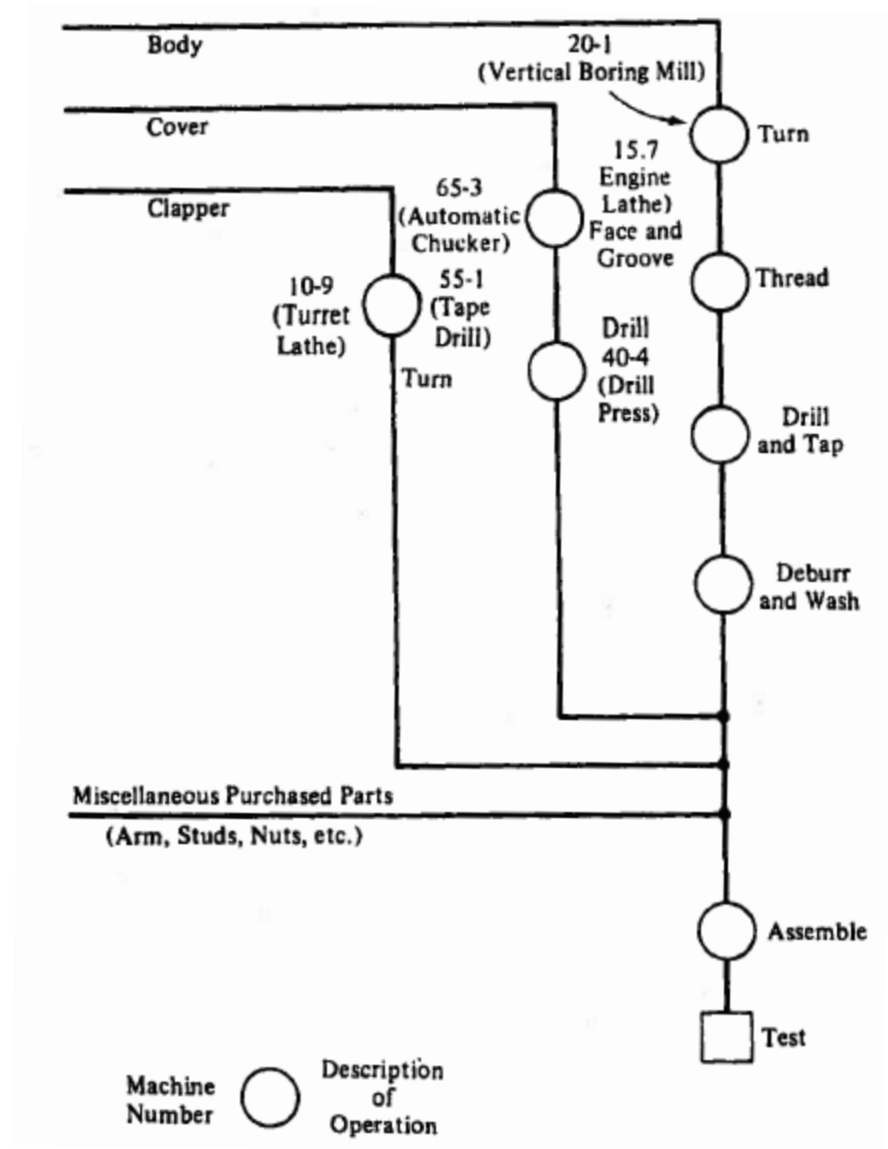 Body
20-1
(Vertical Boring Mill)
Turn
Cover
15.7
Engine
Lathe)
Face and
Groove
65-3
(Automatic
Chucker)
Clapper
Thread
10-9
(Turret
Lathe)
55-1
(Tape
Drill)
Turn
Drill
40-4
(Drill
Press)
Drill
and Tap
Deburr
and Wash
Miscellaneous Purchased Parts
(Arm, Studs, Nuts, etc.)
Assemble
Test
Machine
Number
Description
of
Operation